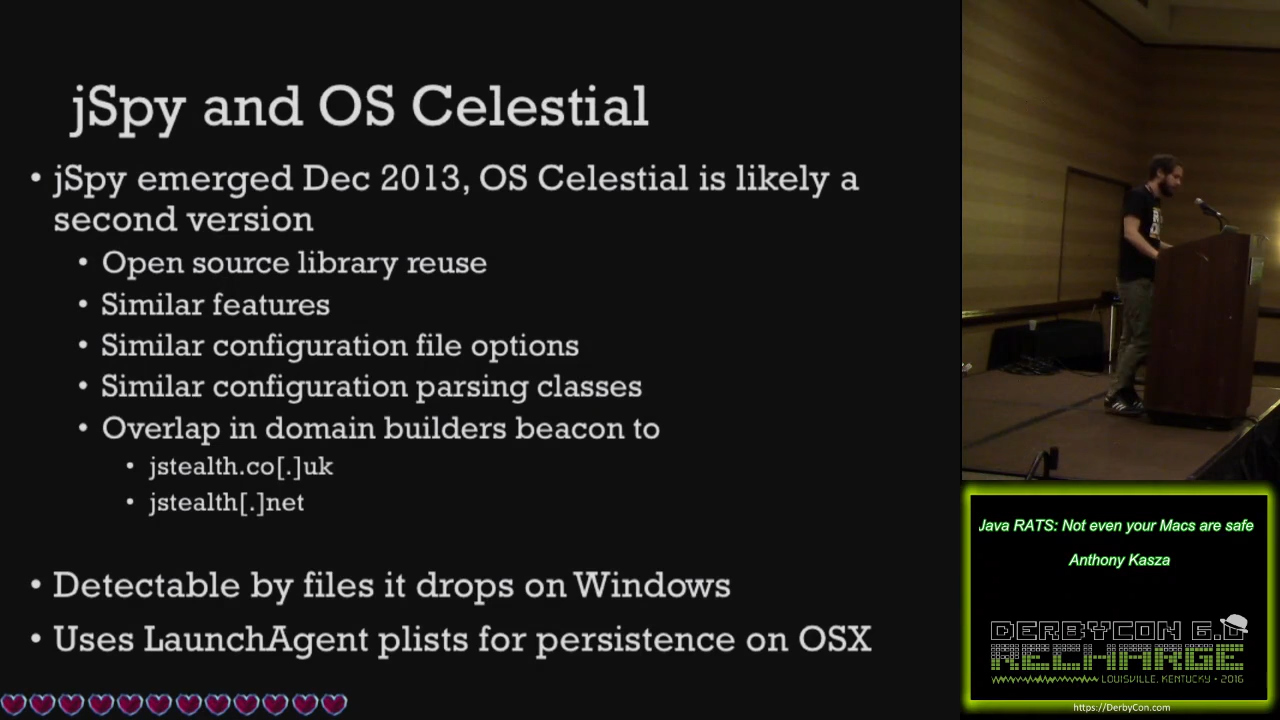 jSpy and OS Celestial
• jSpy emerged Dec 2013, OS Celestial is likely a
second version
• Open source library reuse
• Similar features
• Similar configuration file options
• Similar configuration parsing classes
• Overlap in domain builders beacon to
• jstealth.co[.]uk
• jstealth[.]net
• Detectable by files it drops on Windows
• Uses LaunchAgent plists for persistence on OSX
Java RATS: Not even your Macs are safe
Anthony Kasza
DERBYCON 6.0
RECHARGE
LOUISVILLE, KENTUCKY • 2016
https://DerbyCon.com